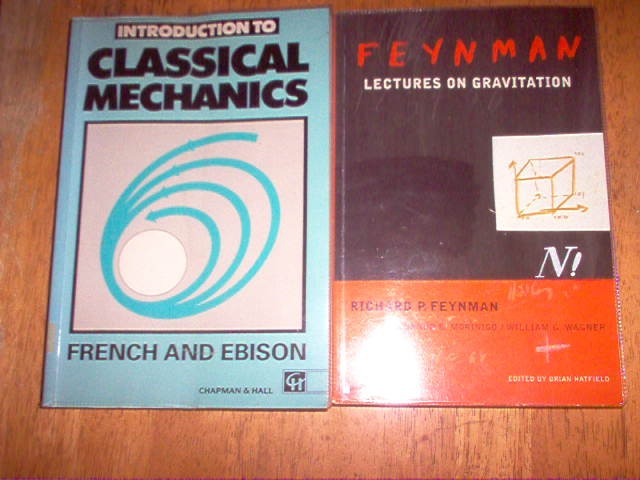 INTRODUCTION TO
CLASSICAL
MECHANICS
FRENCH AND EBISON
CHAPMAN & HALL
CH
FEYNMAN
LECTURES ON GRAVITATION
N!
RICHARD P. FEYNMAN
B. MORINIGO / WILLIAM G. WAGNER
EDITED BY BRIAN HATFIELD